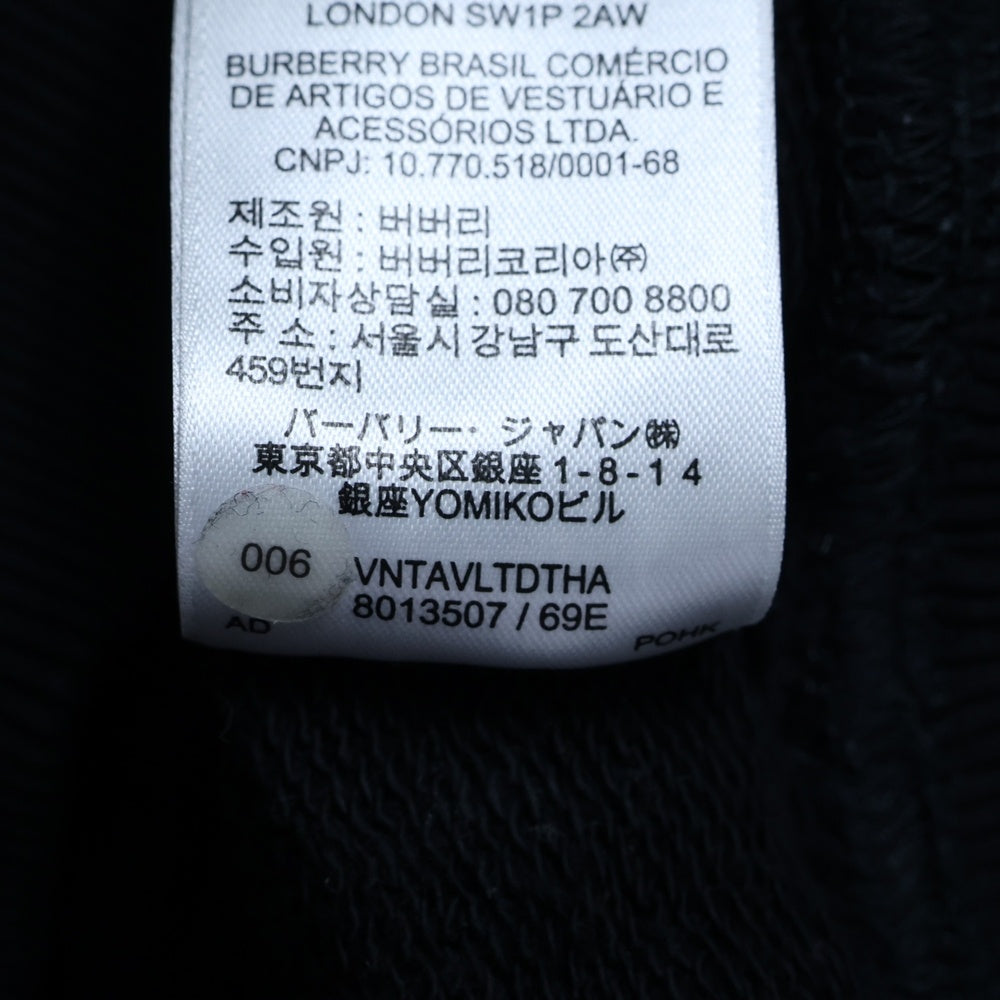 LONDON SW1P 2AW
BURBERRY BRASIL COMÉRCIO
DE ARTIGOS DE VESTUÁRIO E
ACESSÓRIOS LTDA.
CNPJ: 10.770.518/0001-68
제조원 : 버버리
수입원 : 버버리코리아㈜
소비자상담실 : 080 700 8800
주 소 : 서울시 강남구 도산대로
459번지
バーバリー・ジャパン㈱
東京都中央区銀座 1-8-1 4
銀座YOMIKOビル
006
VNTAVLTDTHA
8013507 / 69E
AD
POHK